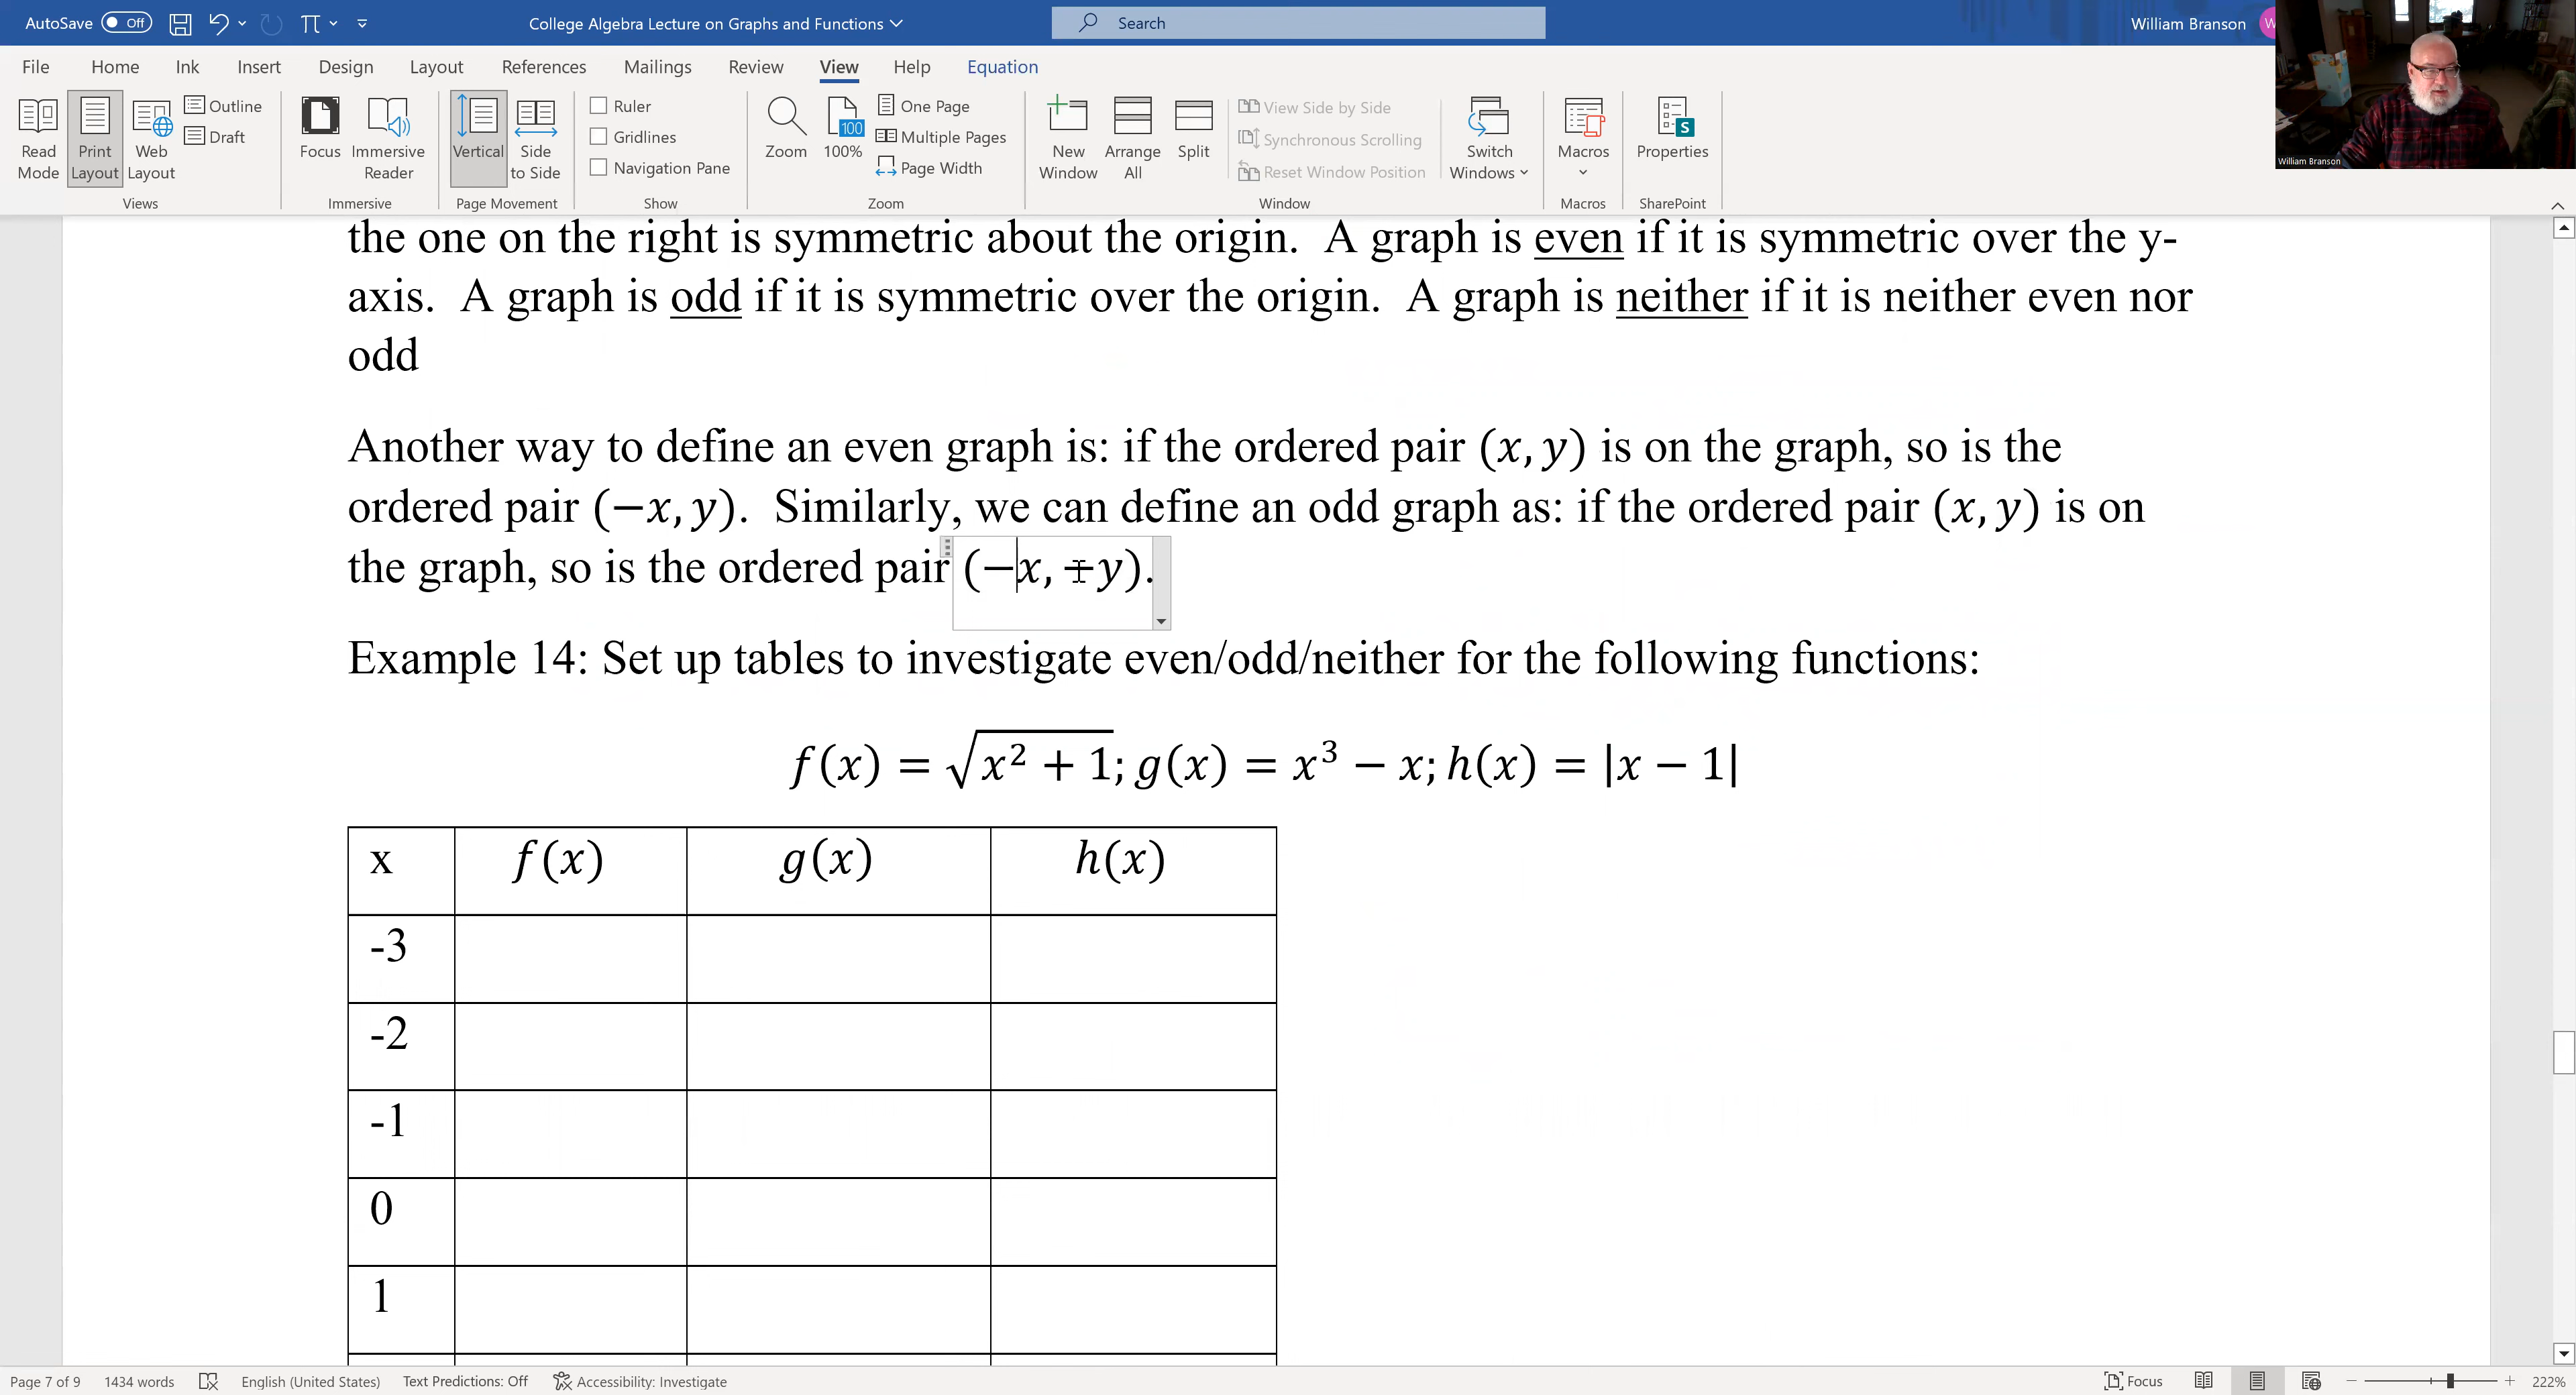 AutoSave Off College Algebra Lecture on Graphs and Functions Search William Branson
File Home Ink Insert Design Layout References Mailings Review View Help Equation
Read Mode
Print Layout
Web Layout
Outline
Draft
Views
Focus
Immersive Reader
Immersive
Vertical
Side to Side
Page Movement
Ruler
Gridlines
Navigation Pane
Show
Zoom
100
100%
One Page
Multiple Pages
Page Width
Zoom
New Window
Arrange All
Split
View Side by Side
Synchronous Scrolling
Reset Window Position
Switch Windows
Window
Macros
Macros
S
Properties
SharePoint
William Branson
the one on the right is symmetric about the origin. A graph is even if it is symmetric over the y-
axis. A graph is odd if it is symmetric over the origin. A graph is neither if it is neither even nor
odd
Another way to define an even graph is: if the ordered pair (x, y) is on the graph, so is the
ordered pair (−x, y). Similarly, we can define an odd graph as: if the ordered pair (x, y) is on
the graph, so is the ordered pair (−x, −y).
Example 14: Set up tables to investigate even/odd/neither for the following functions:
f(x) = √x² + 1; g(x) = x³ − x; h(x) = |x − 1|
x f(x) g(x) h(x)
-3
-2
-1
0
1
Page 7 of 9 1434 words English (United States) Text Predictions: Off Accessibility: Investigate Focus 222%